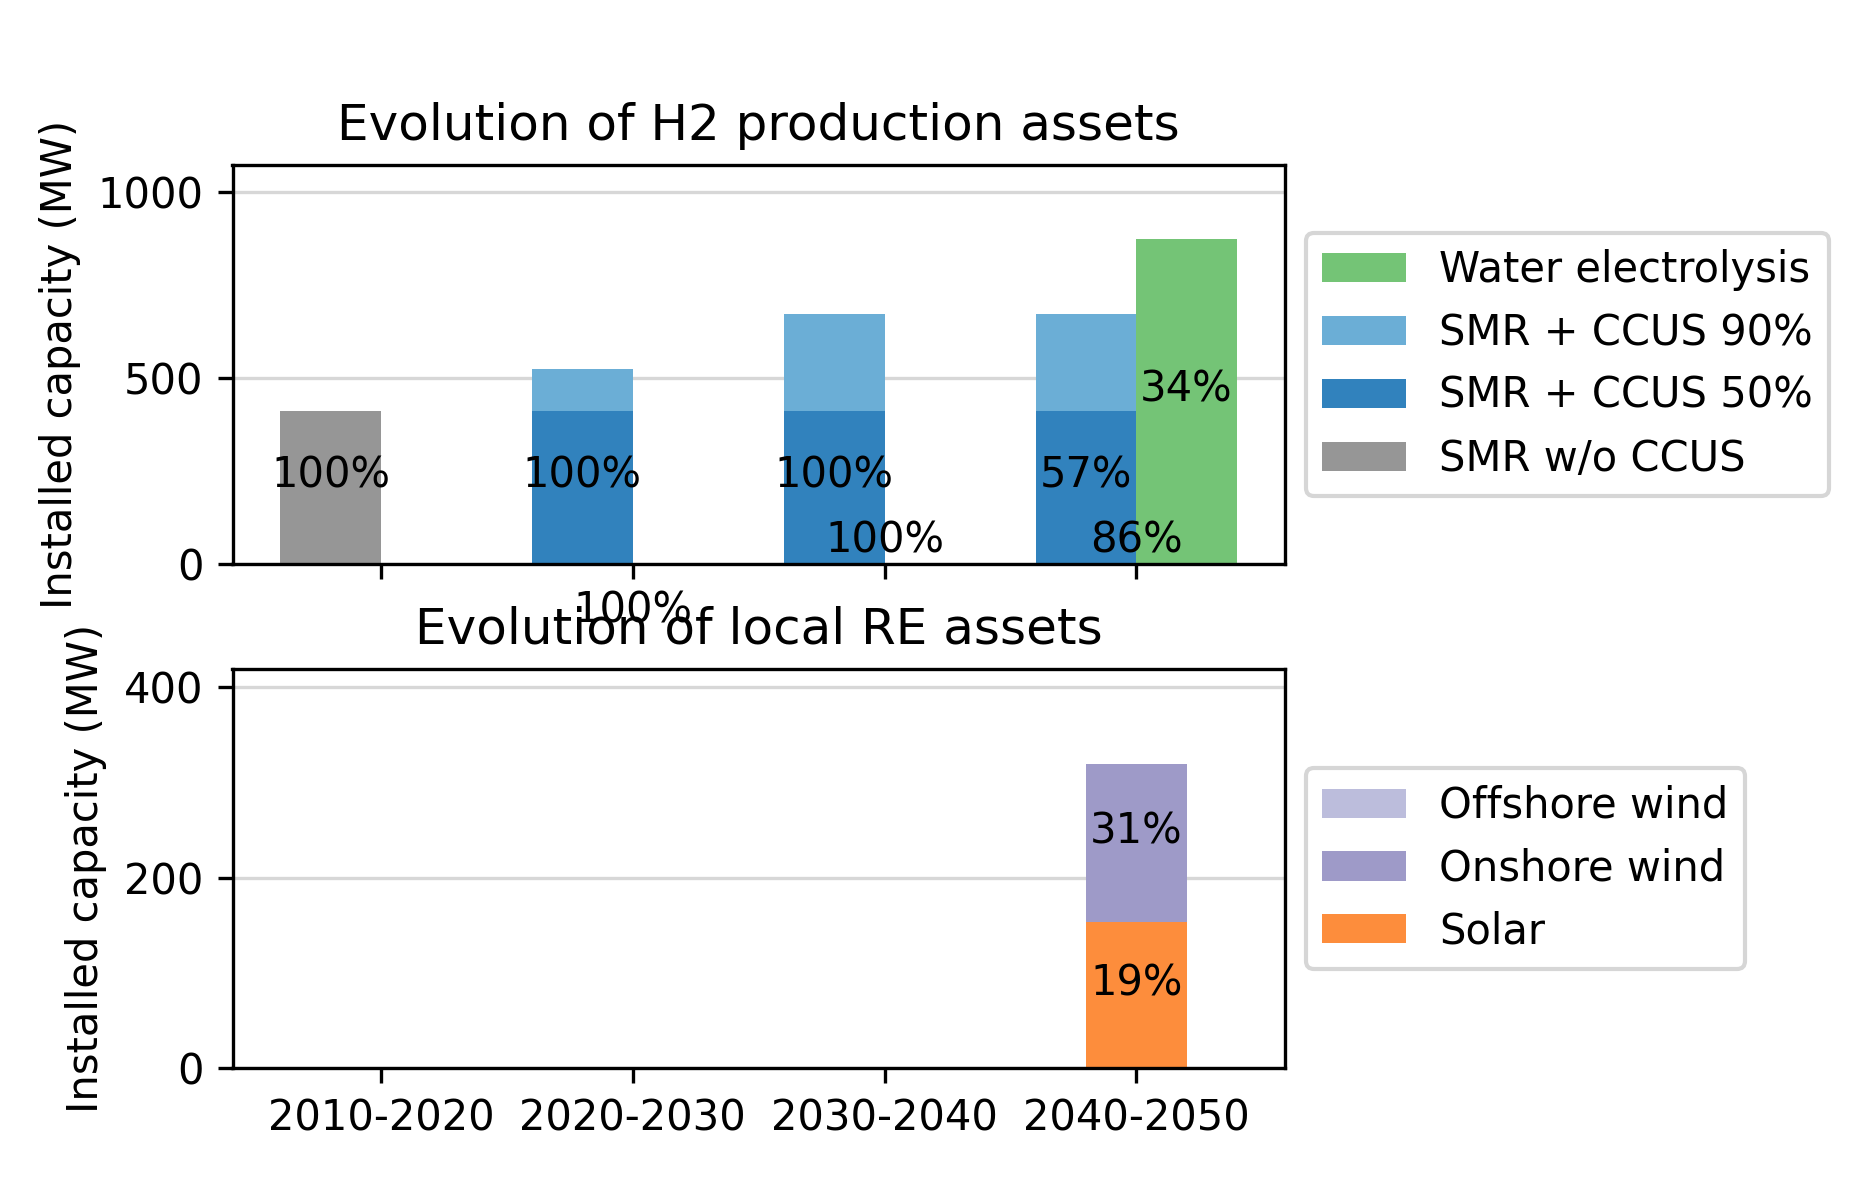 Evolution of H2 production assets
Installed capacity (MW)
1000
500
0
100%
100%
100%
100%
57%
86%
34%
100%
Water electrolysis
SMR + CCUS 90%
SMR + CCUS 50%
SMR w/o CCUS
Evolution of local RE assets
Installed capacity (MW)
400
200
0
31%
19%
Offshore wind
Onshore wind
Solar
2010-2020 2020-2030 2030-2040 2040-2050